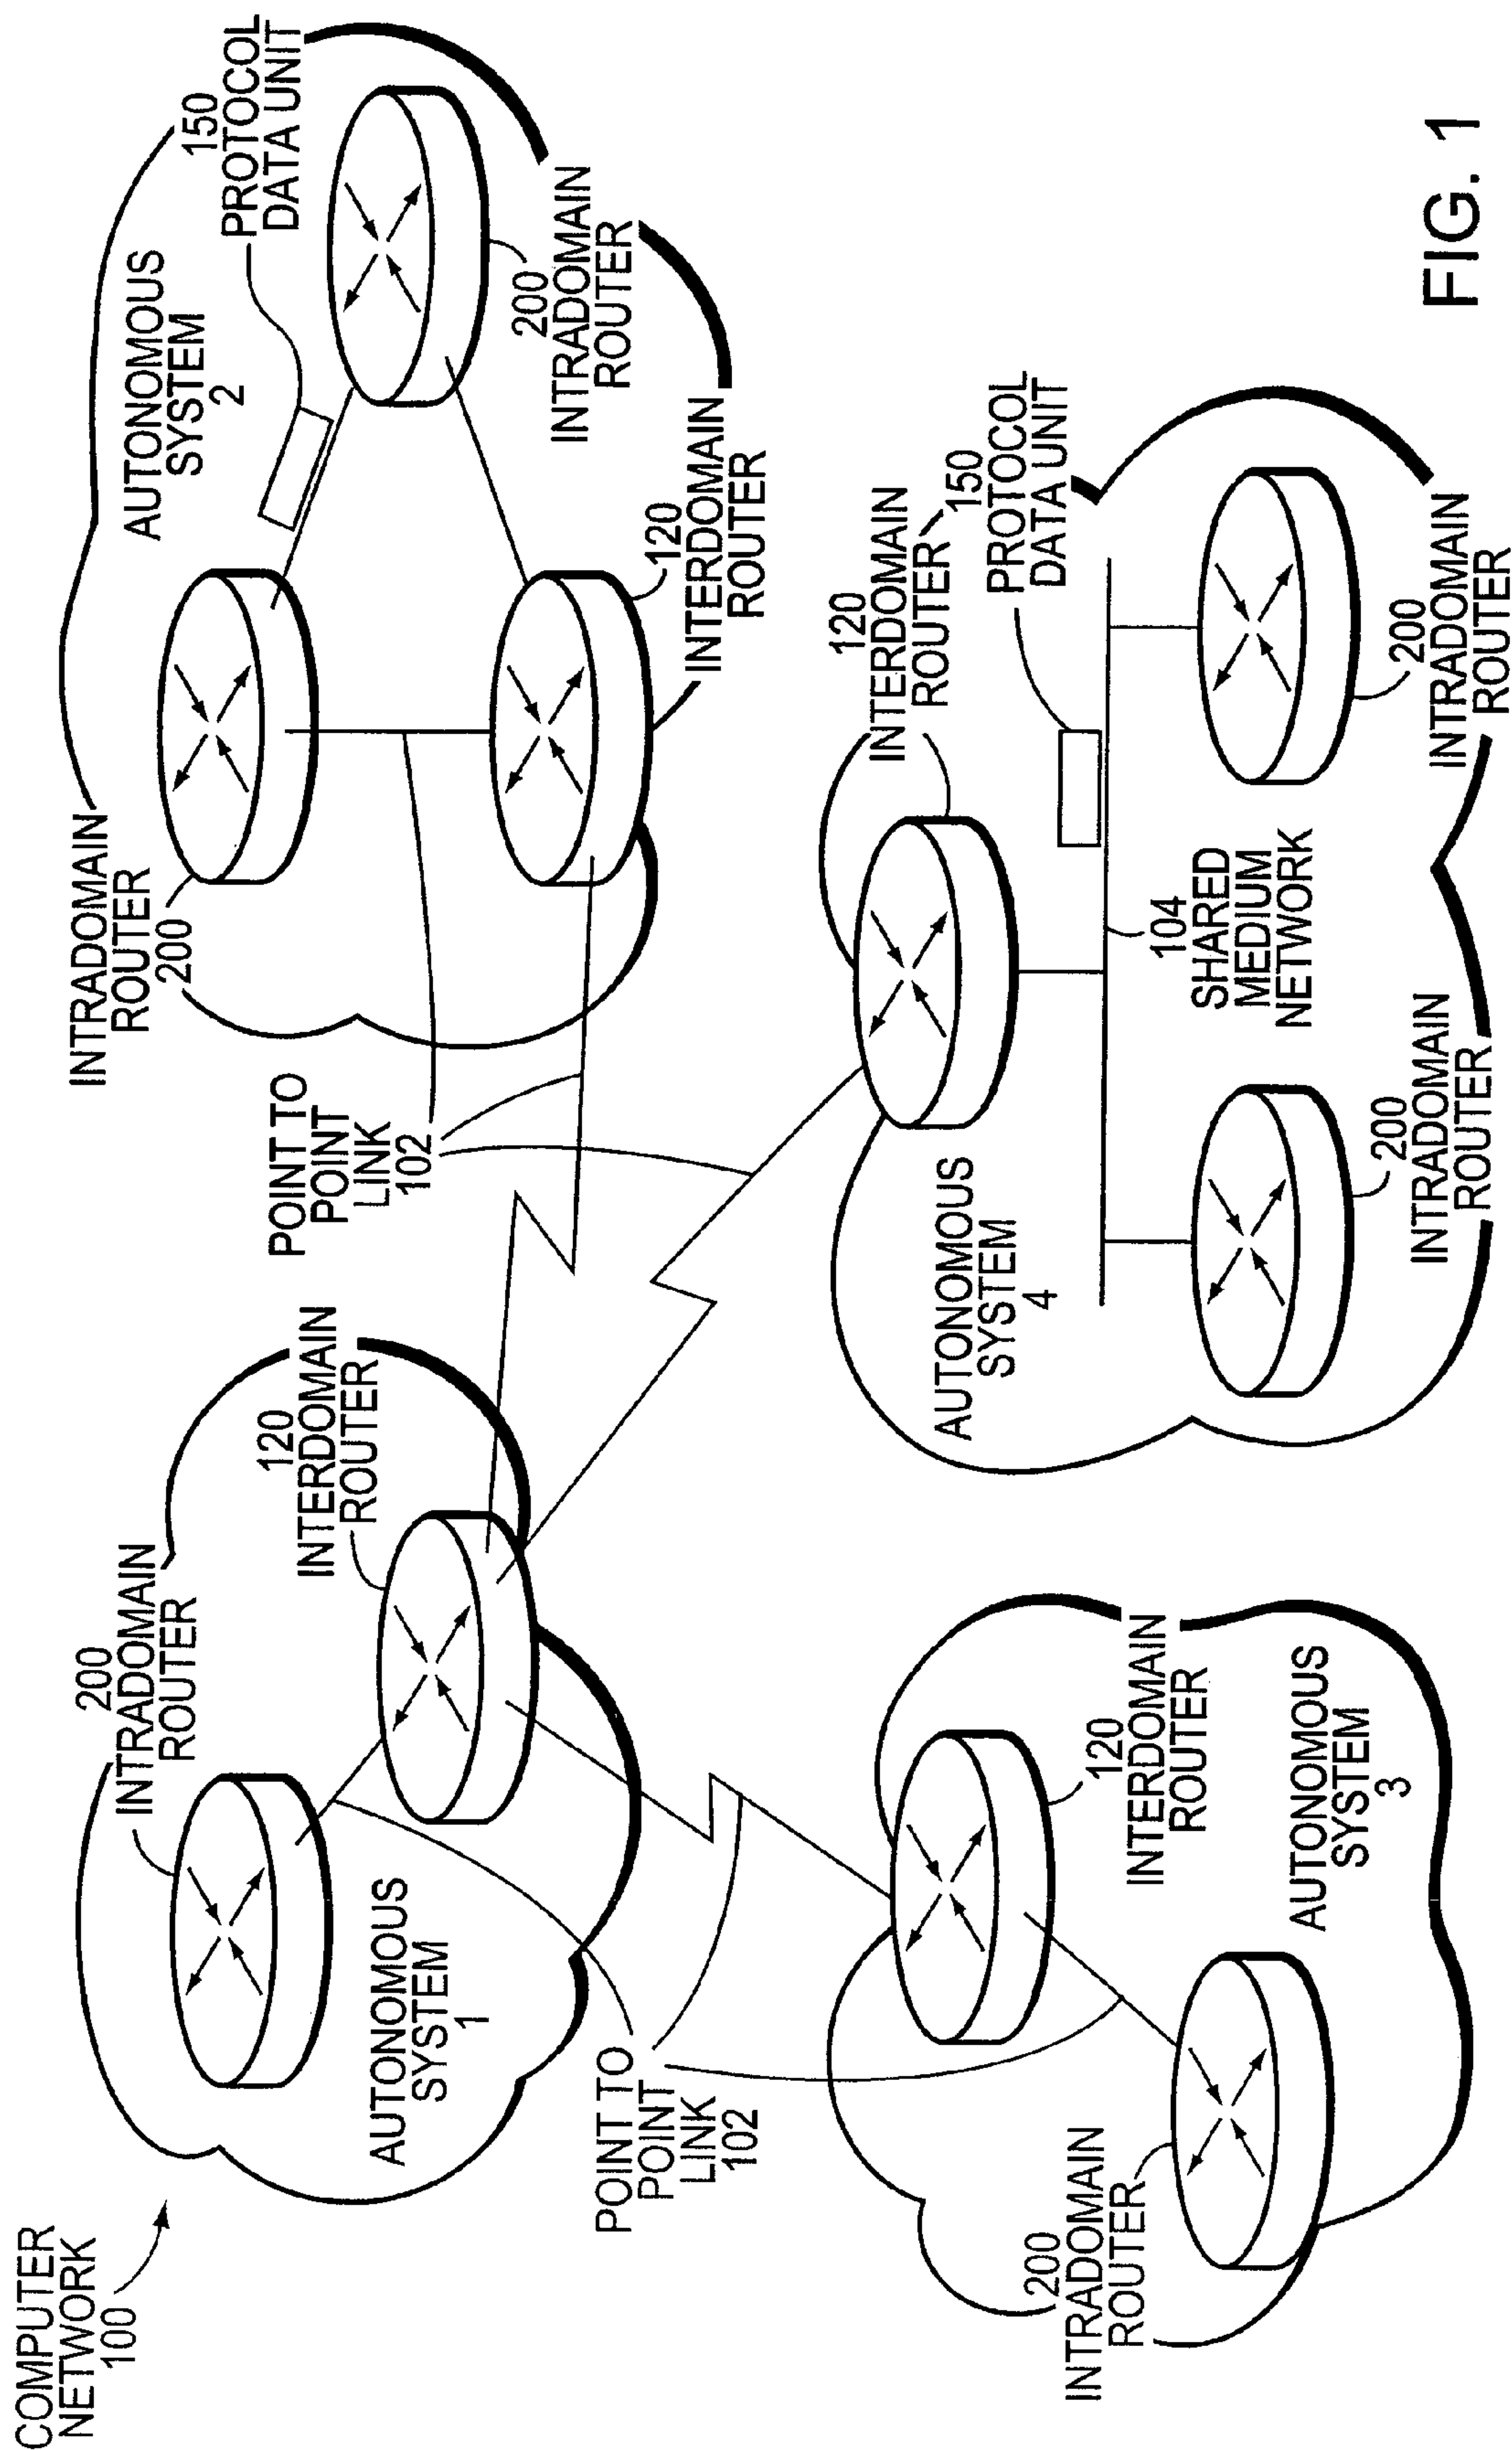 COMPUTER
NETWORK
100
200
INTRADOMAIN
ROUTER
120
INTERDOMAIN
ROUTER
AUTONOMOUS
SYSTEM
1
POINT TO
POINT
LINK
102
INTRADOMAIN
ROUTER
200
AUTONOMOUS
SYSTEM
2
150
PROTOCOL
DATA UNIT
200
INTRADOMAIN
ROUTER
120
INTERDOMAIN
ROUTER
POINT TO
POINT
LINK
102
200
INTRADOMAIN
ROUTER
120
INTERDOMAIN
ROUTER
AUTONOMOUS
SYSTEM
3
120
INTERDOMAIN
ROUTER
150
PROTOCOL
DATA UNIT
AUTONOMOUS
SYSTEM
4
104
SHARED
MEDIUM
NETWORK
200
INTRADOMAIN
ROUTER
200
INTRADOMAIN
ROUTER
FIG. 1